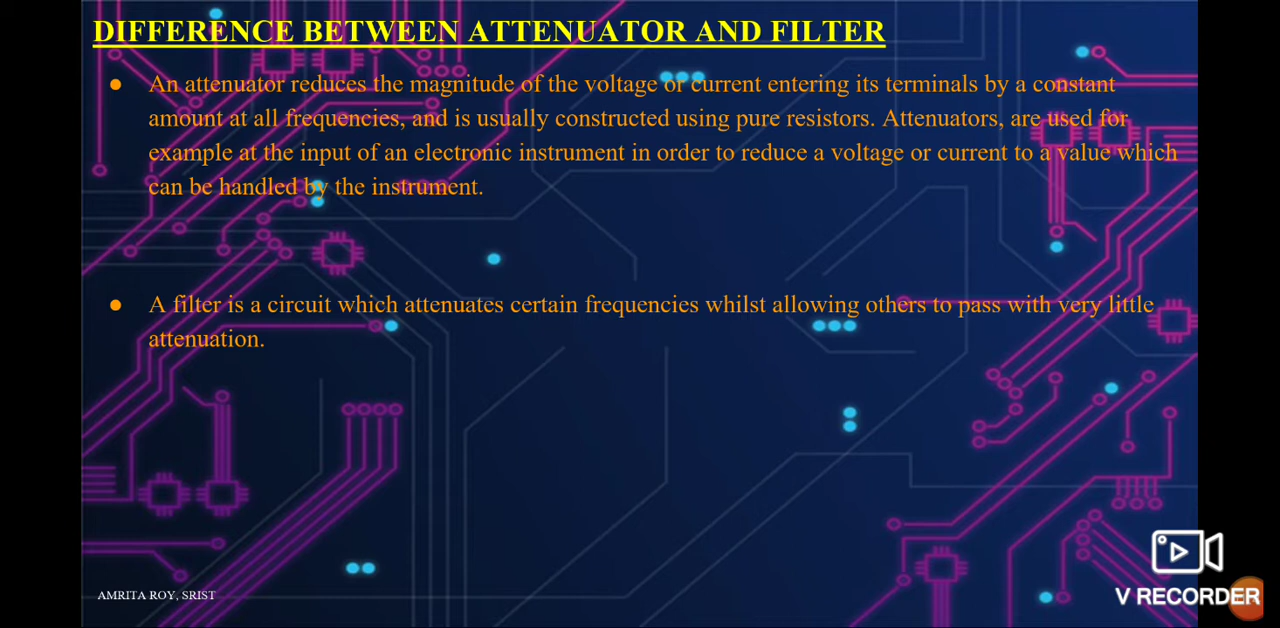 DIFFERENCE BETWEEN ATTENUATOR AND FILTER
● An attenuator reduces the magnitude of the voltage or current entering its terminals by a constant
amount at all frequencies, and is usually constructed using pure resistors. Attenuators, are used for
example at the input of an electronic instrument in order to reduce a voltage or current to a value which
can be handled by the instrument.
● A filter is a circuit which attenuates certain frequencies whilst allowing others to pass with very little
attenuation.
AMRITA ROY, SRIST
V RECORDER